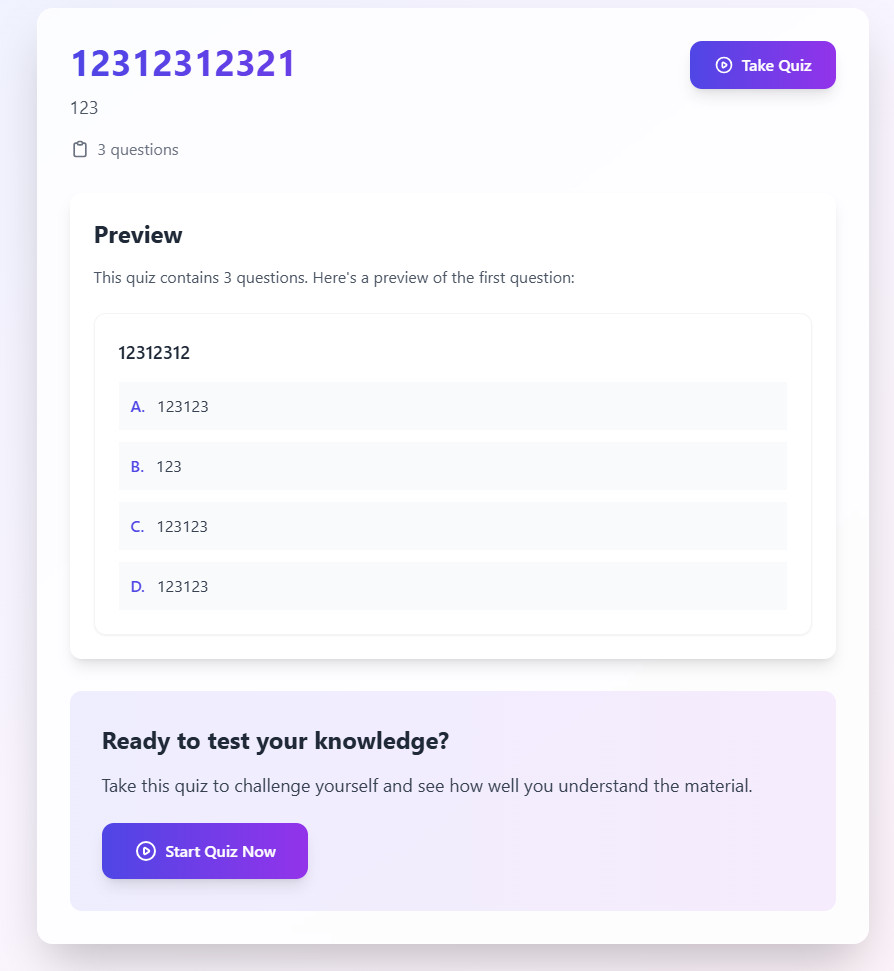 12312312321
Take Quiz
123
3 questions
Preview
This quiz contains 3 questions. Here's a preview of the first question:
12312312
A. 123123
B. 123
C. 123123
D. 123123
Ready to test your knowledge?
Take this quiz to challenge yourself and see how well you understand the material.
Start Quiz Now